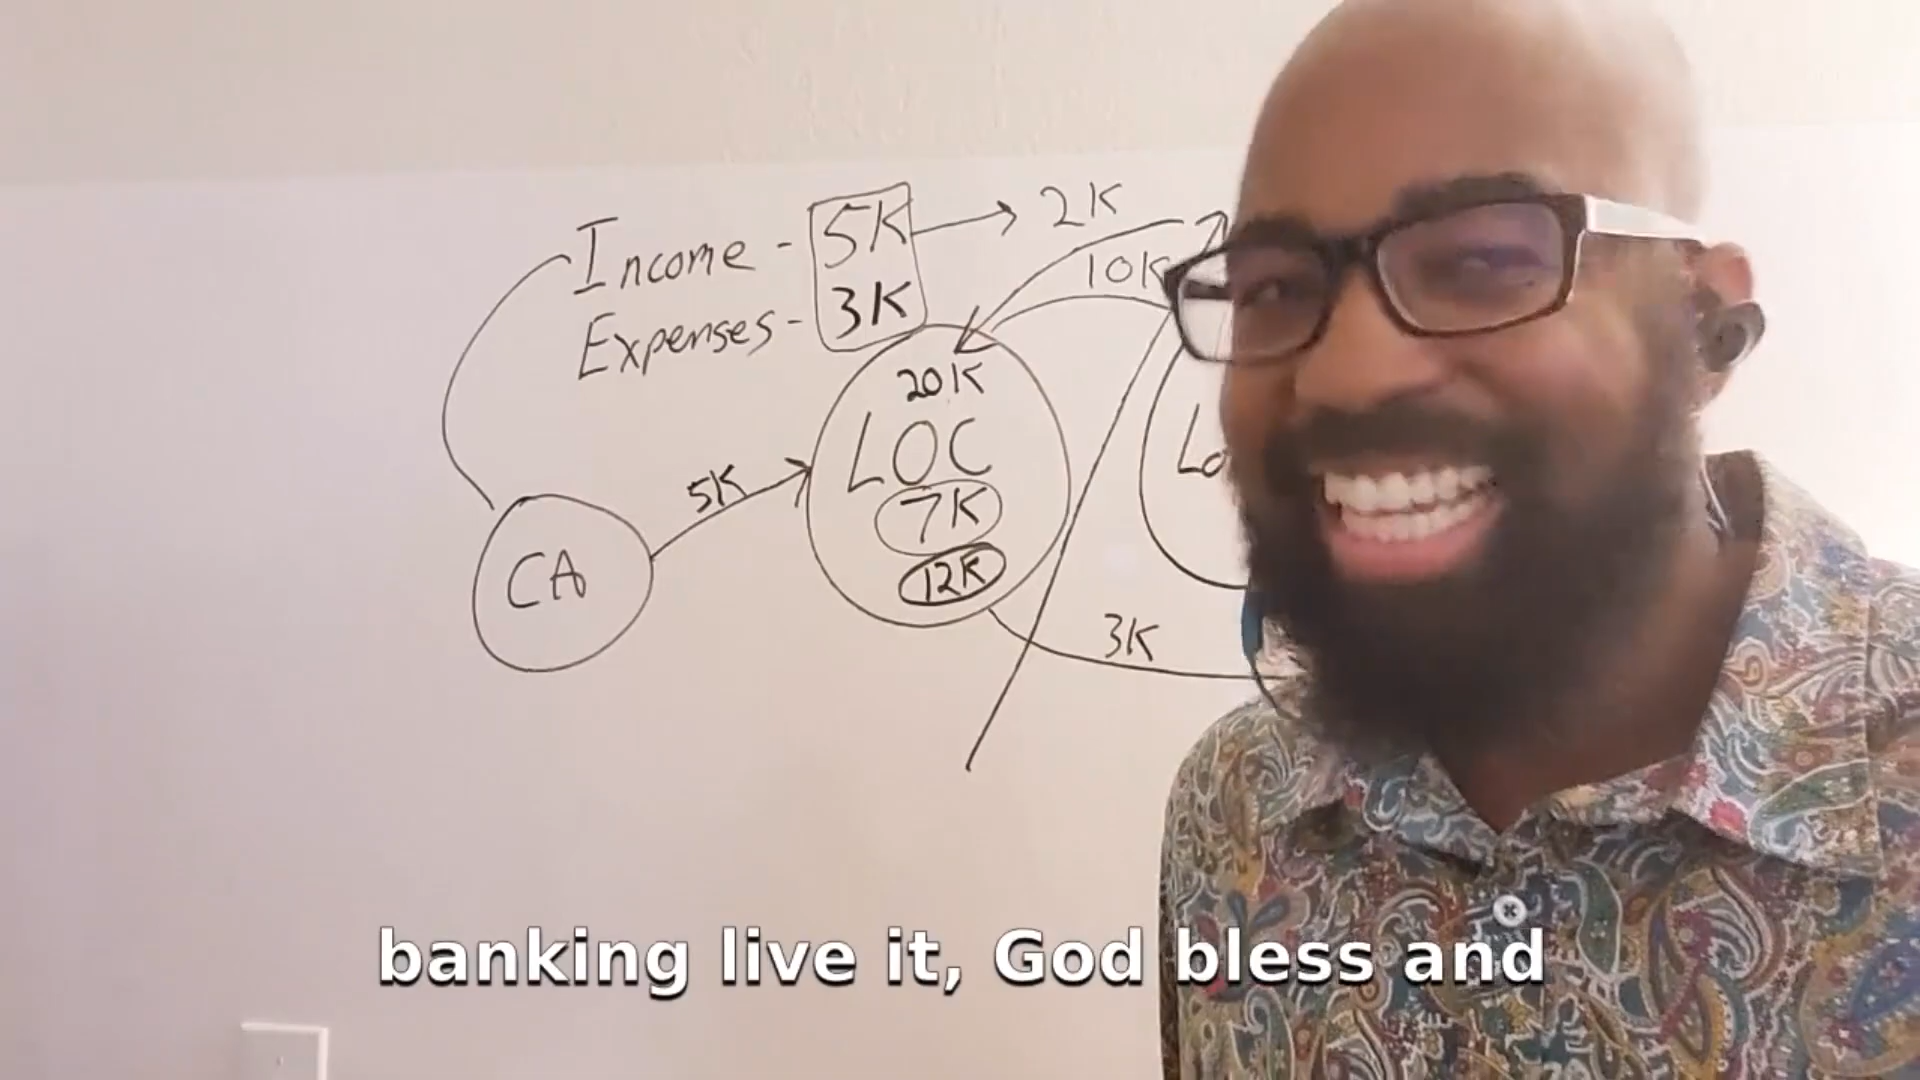 Income - 5K → 2K
Expenses - 3K
10K
20K
LOC
7K
12K
5K
CA
Lo
3K
banking live it, God bless and